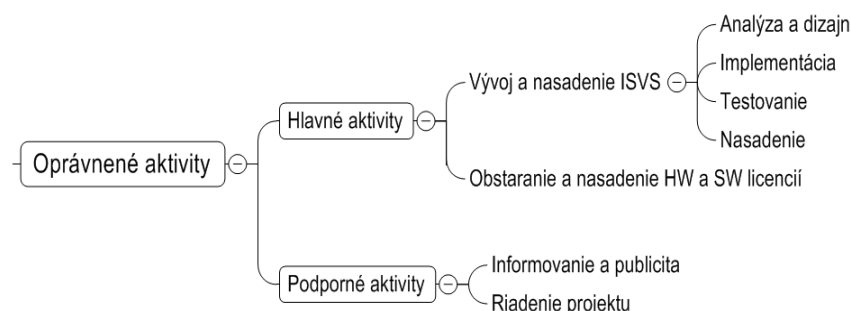 Oprávnené aktivity
Hlavné aktivity
Vývoj a nasadenie ISVS
Analýza a dizajn
Implementácia
Testovanie
Nasadenie
Obstaranie a nasadenie HW a SW licencií
Podporné aktivity
Informovanie a publicita
Riadenie projektu